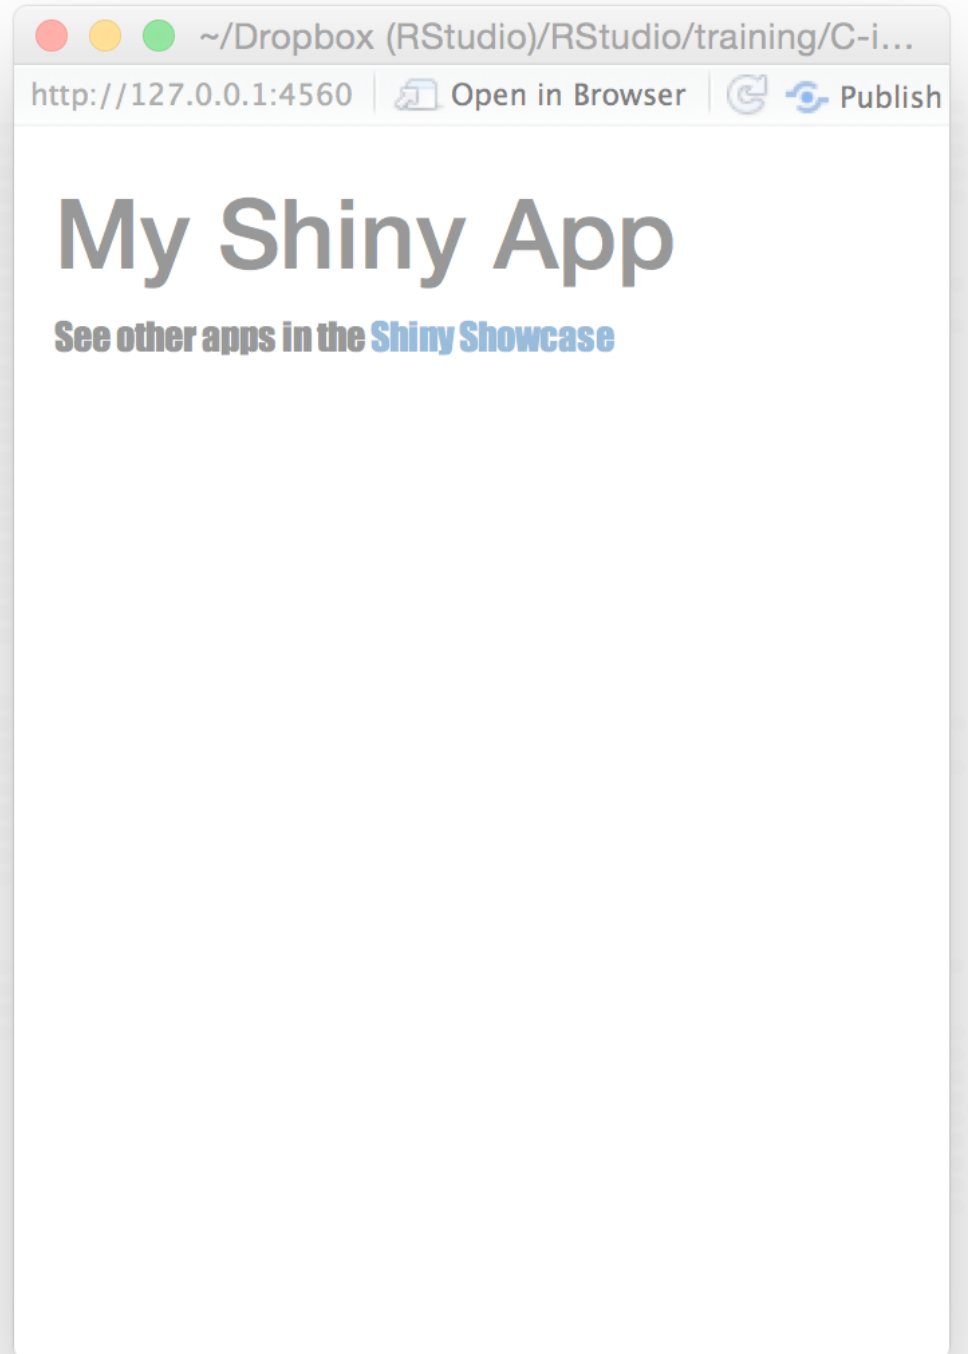 ~/Dropbox (RStudio)/RStudio/training/C-i...
http://127.0.0.1:4560 Open in Browser Publish
My Shiny App
See other apps in the Shiny Showcase